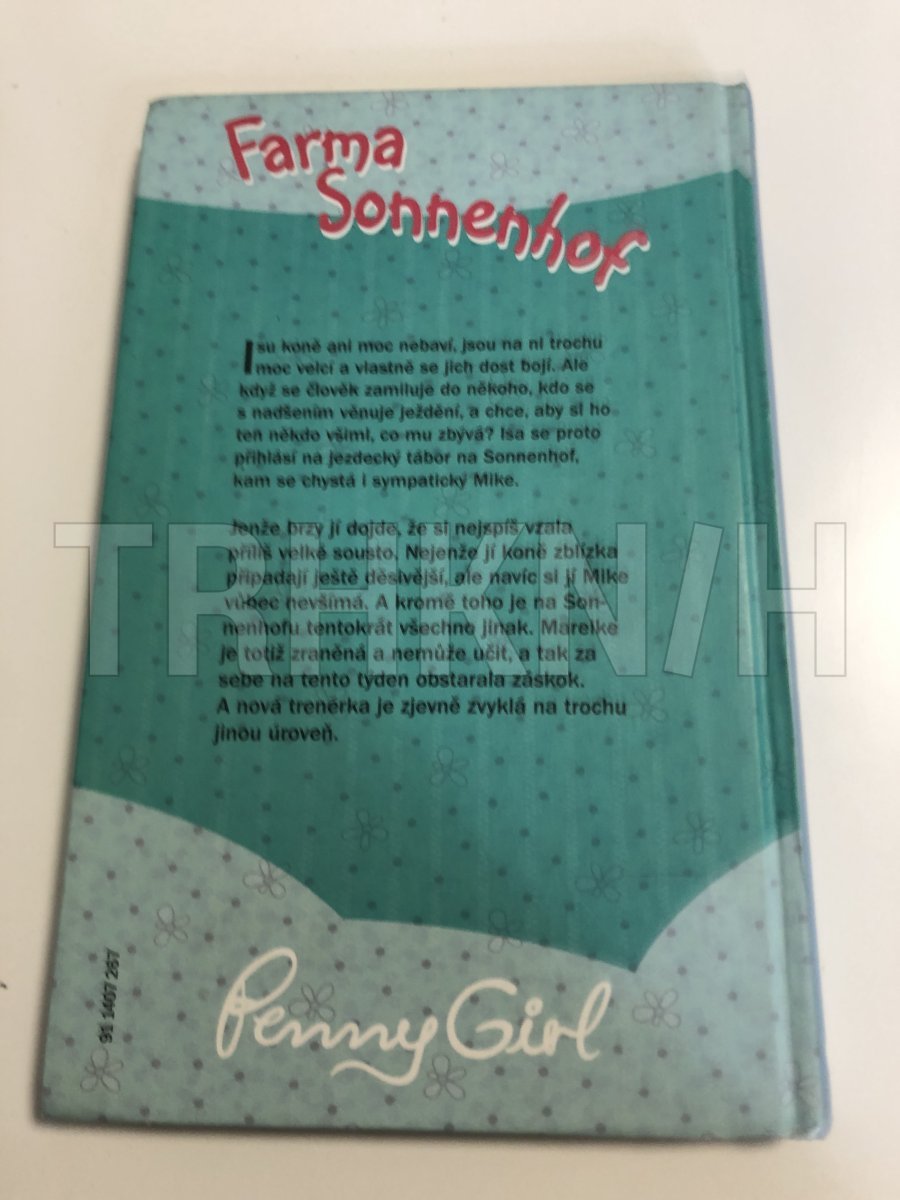 Farma
Sonnenhof
Isu koně ani moc nebaví, jsou na ni trochu
moc velcí a vlastně se jich dost bojí. Ale
když se člověk zamiluje do někoho, kdo se
s nadšením věnuje ježdění, a chce, aby si ho
ten někdo všiml, co mu zbývá? Isa se proto
přihlásí na jezdecký tábor na Sonnenhof,
kam se chystá i sympatický Mike.
Jenže brzy jí dojde, že si nejspíš vzala
příliš velké sousto. Nejenže jí koně zblízka
připadají ještě děsivější, ale navíc si jí Mike
vůbec nevšímá. A kromě toho je na Son-
nenhofu tentokrát všechno jinak. Mareike
je totiž zraněná a nemůže učit, a tak za
sebe na tento týden obstarala záskok.
A nová trenérka je zjevně zvyklá na trochu
jinou úroveň.
TRHKNIH
91 1407 267
Penny Girl